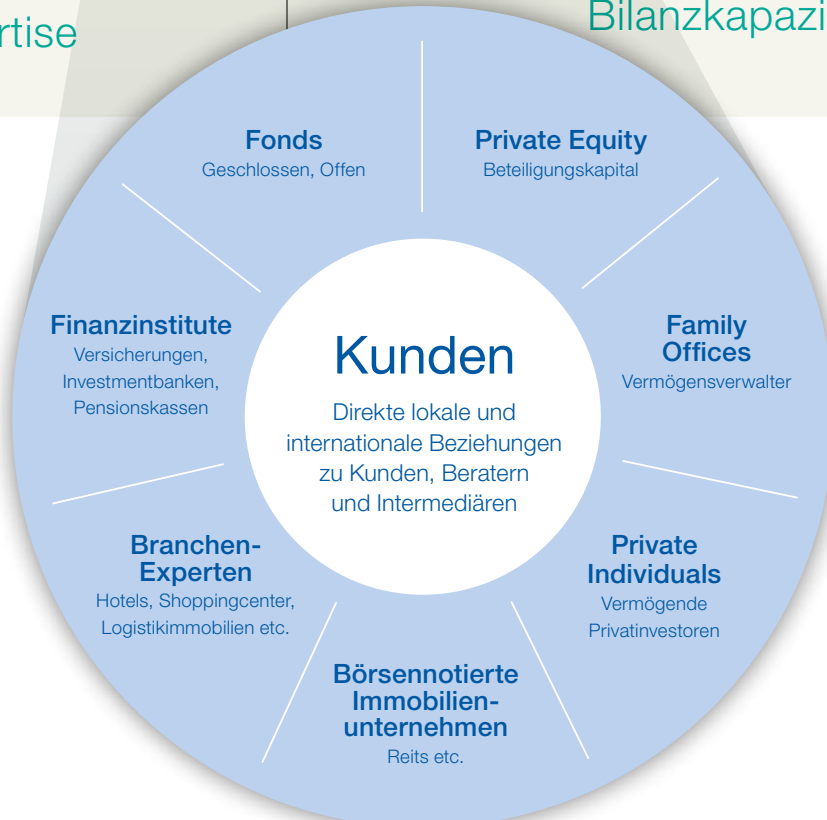 rtise
Bilanzkapazi
Fonds
Geschlossen, Offen
Private Equity
Beteiligungskapital
Finanzinstitute
Versicherungen,
Investmentbanken,
Pensionskassen
Kunden
Direkte lokale und
internationale Beziehungen
zu Kunden, Beratern
und Intermediären
Family
Offices
Vermögensverwalter
Branchen-
Experten
Hotels, Shoppingcenter,
Logistikimmobilien etc.
Private
Individuals
Vermögende
Privatinvestoren
Börsennotierte
Immobilien-
unternehmen
Reits etc.